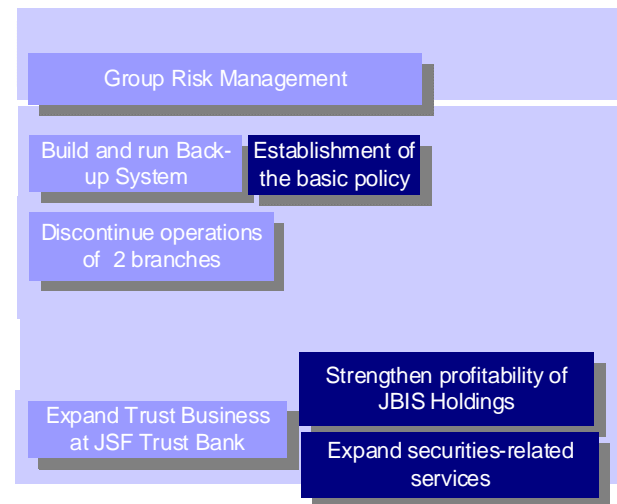 Group Risk Management
Build and run Back-
up System
Establishment of
the basic policy
Discontinue operations
of 2 branches
Strengthen profitability of
JBIS Holdings
Expand Trust Business
at JSF Trust Bank
Expand securities-related
services